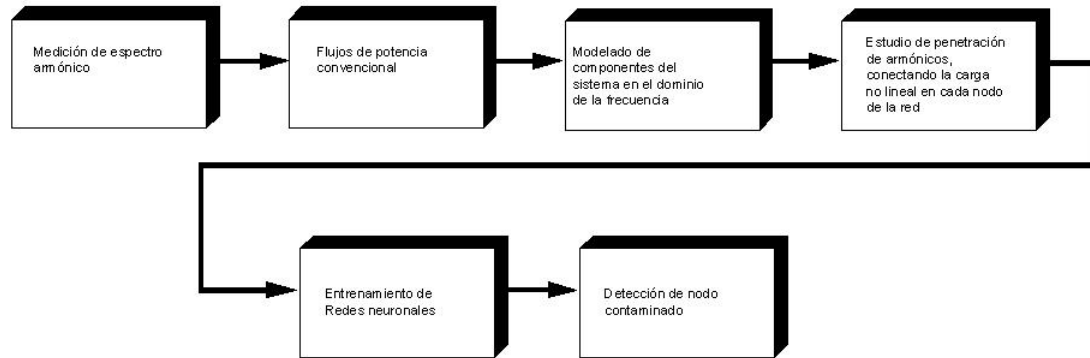 Medición de espectro
armónico
Flujos de potencia
convencional
Modelado de
componentes del
sistema en el dominio
de la frecuencia
Estudio de penetración
de armónicos,
conectando la carga
no lineal en cada nodo
de la red
Entrenamiento de
Redes neuronales
Detección de nodo
contaminado